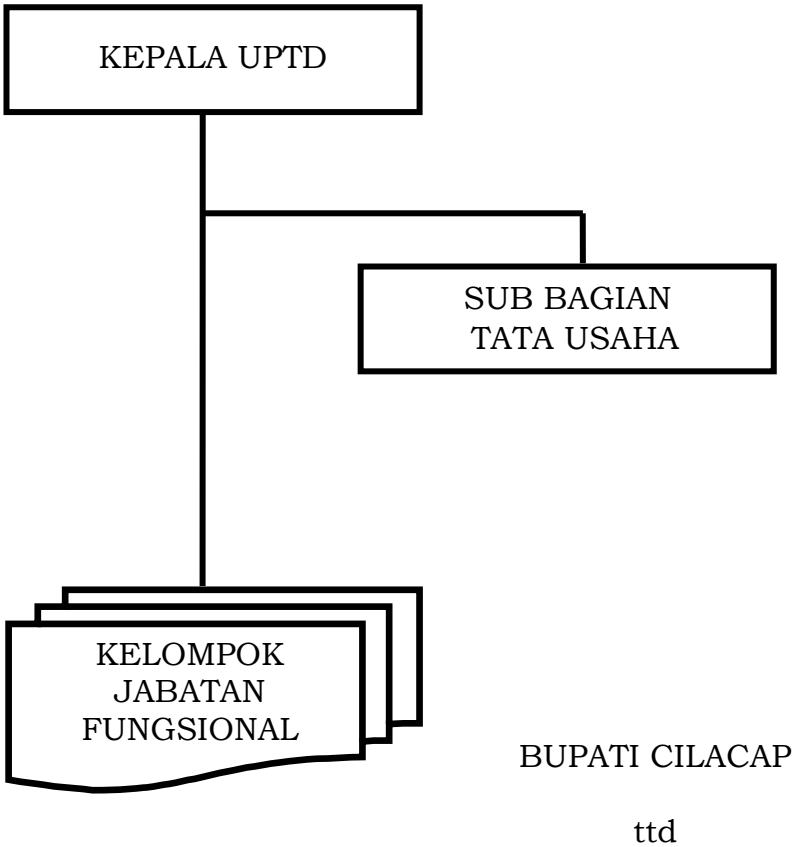 KEPALA UPTD
SUB BAGIAN
TATA USAHA
KELOMPOK
JABATAN
FUNGSIONAL
BUPATI CILACAP
ttd